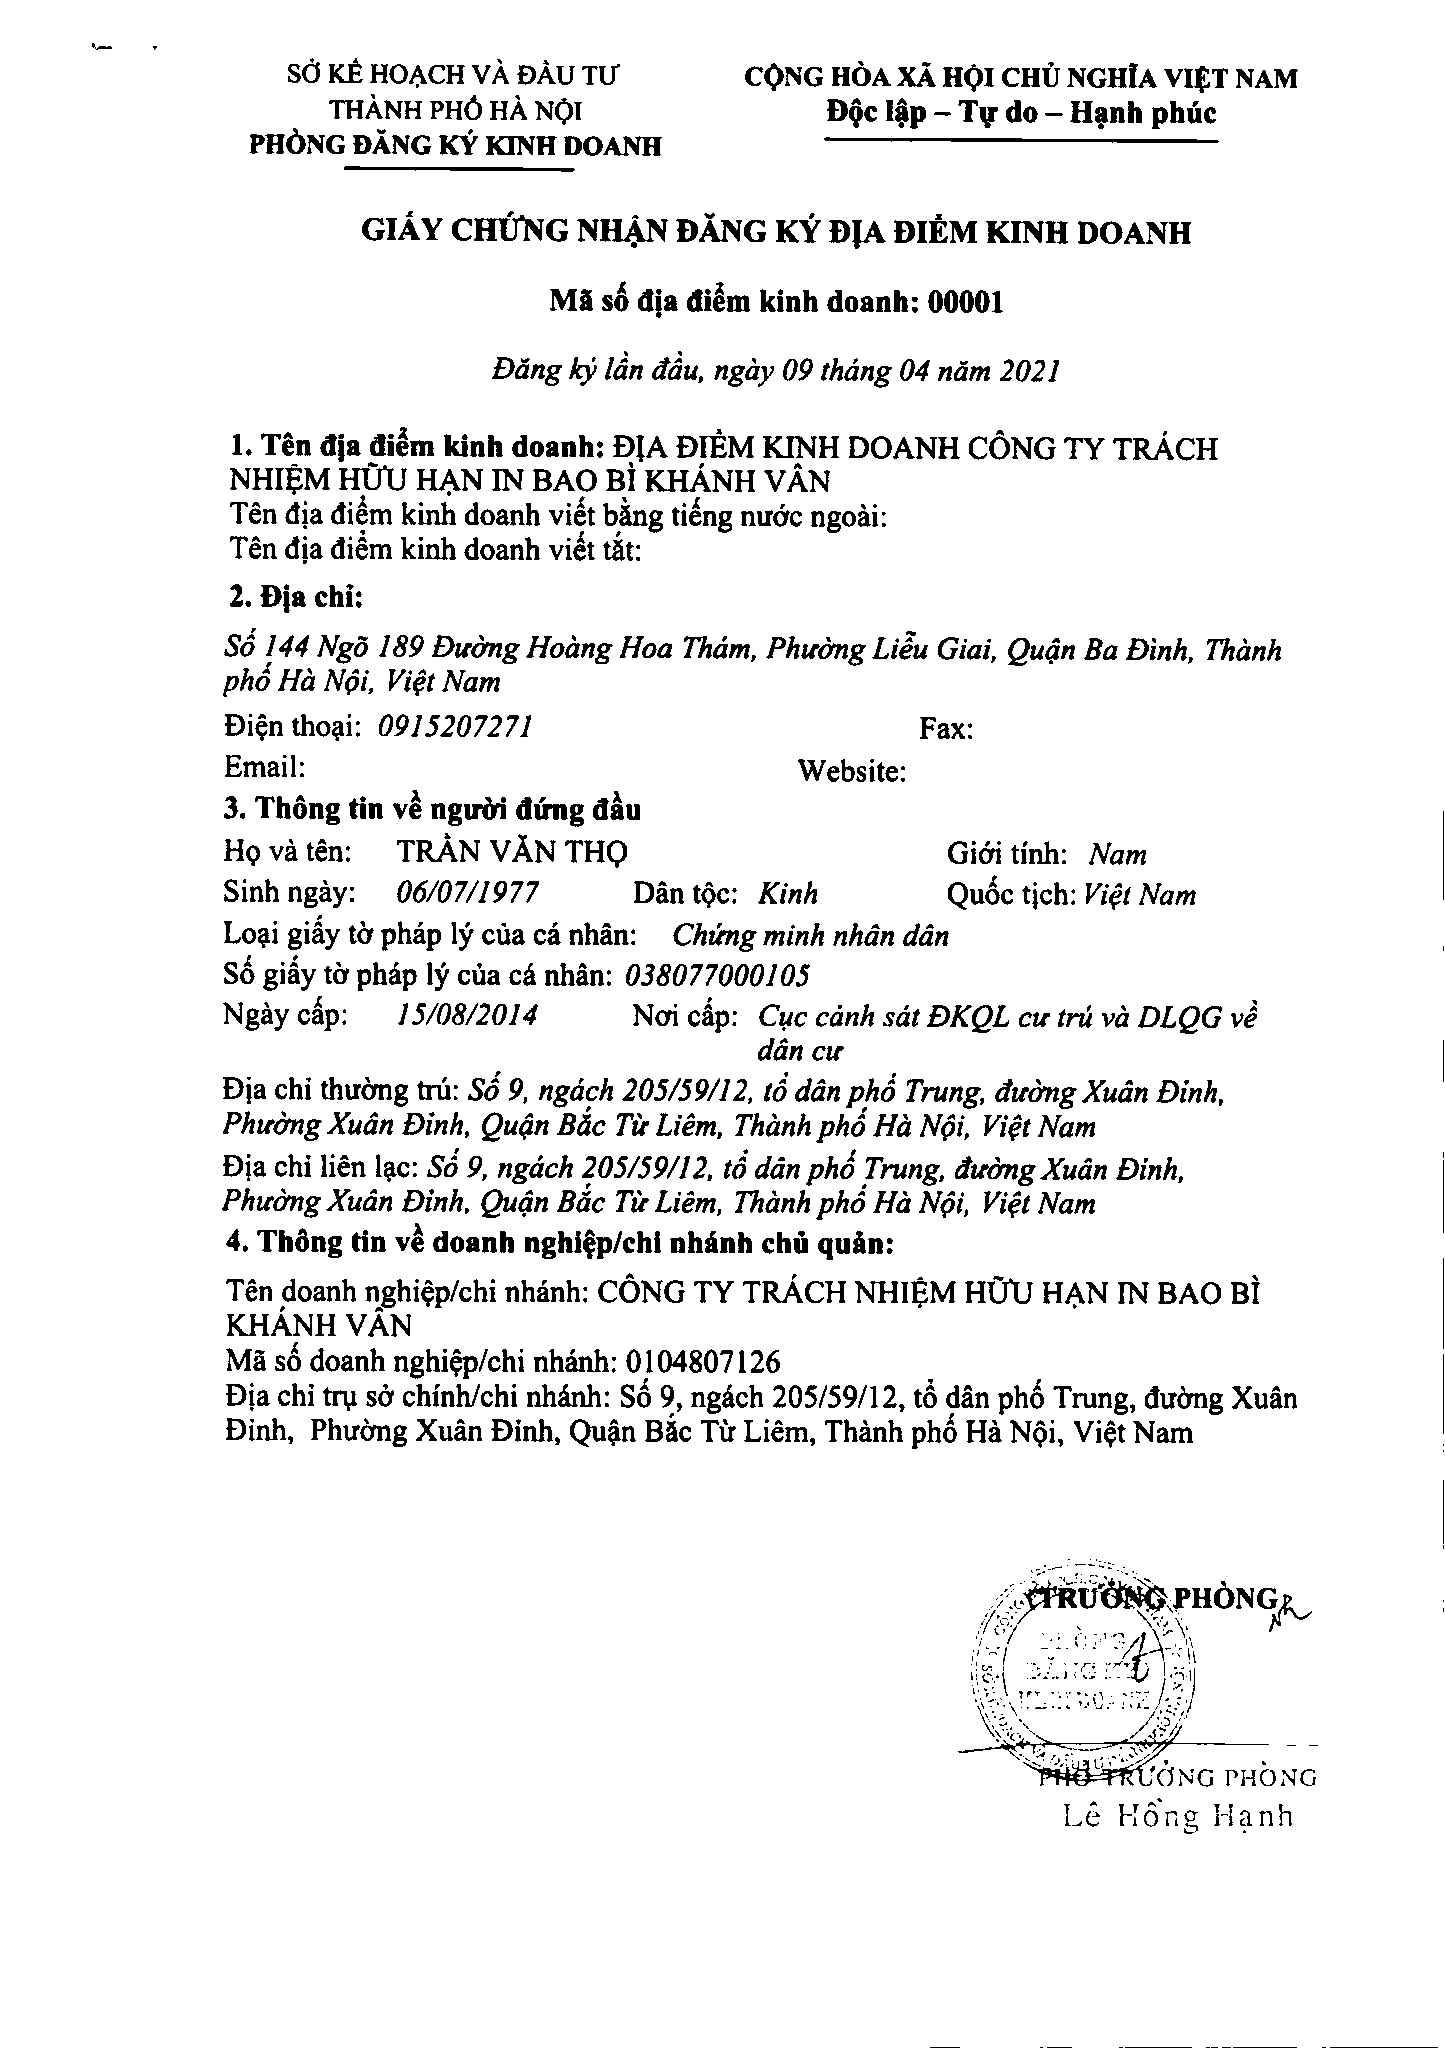 SỞ KẾ HOẠCH VÀ ĐẦU TƯ
THÀNH PHỐ HÀ NỘI
PHÒNG ĐĂNG KÝ KINH DOANH
CỘNG HÒA XÃ HỘI CHỦ NGHĨA VIỆT NAM
Độc lập – Tự do – Hạnh phúc
GIẤY CHỨNG NHẬN ĐĂNG KÝ ĐỊA ĐIỂM KINH DOANH
Mã số địa điểm kinh doanh: 00001
Đăng ký lần đầu, ngày 09 tháng 04 năm 2021
1. Tên địa điểm kinh doanh: ĐỊA ĐIỂM KINH DOANH CÔNG TY TRÁCH
NHIỆM HỮU HẠN IN BAO BÌ KHÁNH VÂN
Tên địa điểm kinh doanh viết bằng tiếng nước ngoài:
Tên địa điểm kinh doanh viết tắt:
2. Địa chỉ:
Số 144 Ngõ 189 Đường Hoàng Hoa Thám, Phường Liễu Giai, Quận Ba Đình, Thành
phố Hà Nội, Việt Nam
Điện thoại: 0915207271 Fax:
Email: Website:
3. Thông tin về người đứng đầu
Họ và tên: TRẦN VĂN THỌ Giới tính: Nam
Sinh ngày: 06/07/1977 Dân tộc: Kinh Quốc tịch: Việt Nam
Loại giấy tờ pháp lý của cá nhân: Chứng minh nhân dân
Số giấy tờ pháp lý của cá nhân: 038077000105
Ngày cấp: 15/08/2014 Nơi cấp: Cục cảnh sát ĐKQL cư trú và DLQG về
dân cư
Địa chỉ thường trú: Số 9, ngách 205/59/12, tổ dân phố Trung, đường Xuân Đỉnh,
Phường Xuân Đỉnh, Quận Bắc Từ Liêm, Thành phố Hà Nội, Việt Nam
Địa chỉ liên lạc: Số 9, ngách 205/59/12, tổ dân phố Trung, đường Xuân Đỉnh,
Phường Xuân Đỉnh, Quận Bắc Từ Liêm, Thành phố Hà Nội, Việt Nam
4. Thông tin về doanh nghiệp/chi nhánh chủ quản:
Tên doanh nghiệp/chi nhánh: CÔNG TY TRÁCH NHIỆM HỮU HẠN IN BAO BÌ
KHÁNH VÂN
Mã số doanh nghiệp/chi nhánh: 0104807126
Địa chỉ trụ sở chính/chi nhánh: Số 9, ngách 205/59/12, tổ dân phố Trung, đường Xuân
Đỉnh, Phường Xuân Đỉnh, Quận Bắc Từ Liêm, Thành phố Hà Nội, Việt Nam
TRƯỞNG PHÒNG
PHÒNG
ĐĂNG KÝ
KINH DOANH
PHÓ TRƯỞNG PHÒNG
Lê Hồng Hạnh